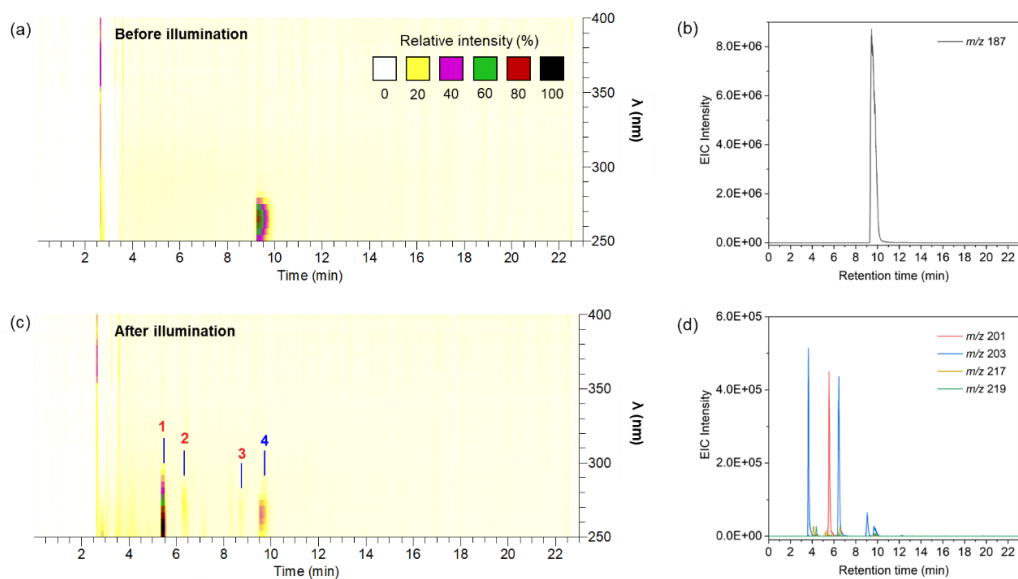 (a)
Before illumination
Relative intensity (%)
0 20 40 60 80 100
400
350
300
250
λ (nm)
2 4 6 8 10 12 14 16 18 20 22
Time (min)
(b)
m/z 187
8.0E+06
6.0E+06
4.0E+06
2.0E+06
0.0E+00
EIC Intensity
0 2 4 6 8 10 12 14 16 18 20 22
Retention time (min)
(c)
After illumination
1 2 3 4
400
350
300
250
λ (nm)
2 4 6 8 10 12 14 16 18 20 22
Time (min)
(d)
m/z 201
m/z 203
m/z 217
m/z 219
6.0E+05
4.0E+05
2.0E+05
0.0E+00
EIC Intensity
0 2 4 6 8 10 12 14 16 18 20 22
Retention time (min)